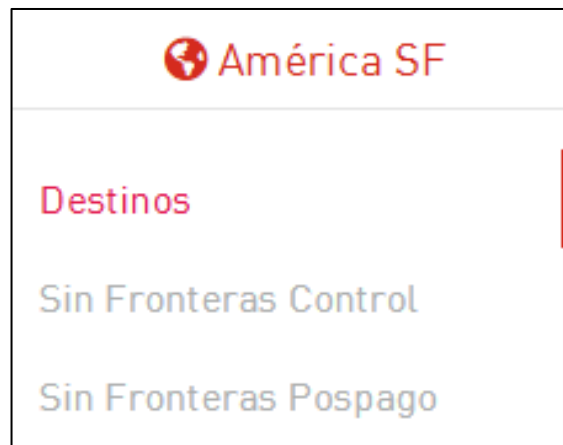 América SF
Destinos
Sin Fronteras Control
Sin Fronteras Pospago